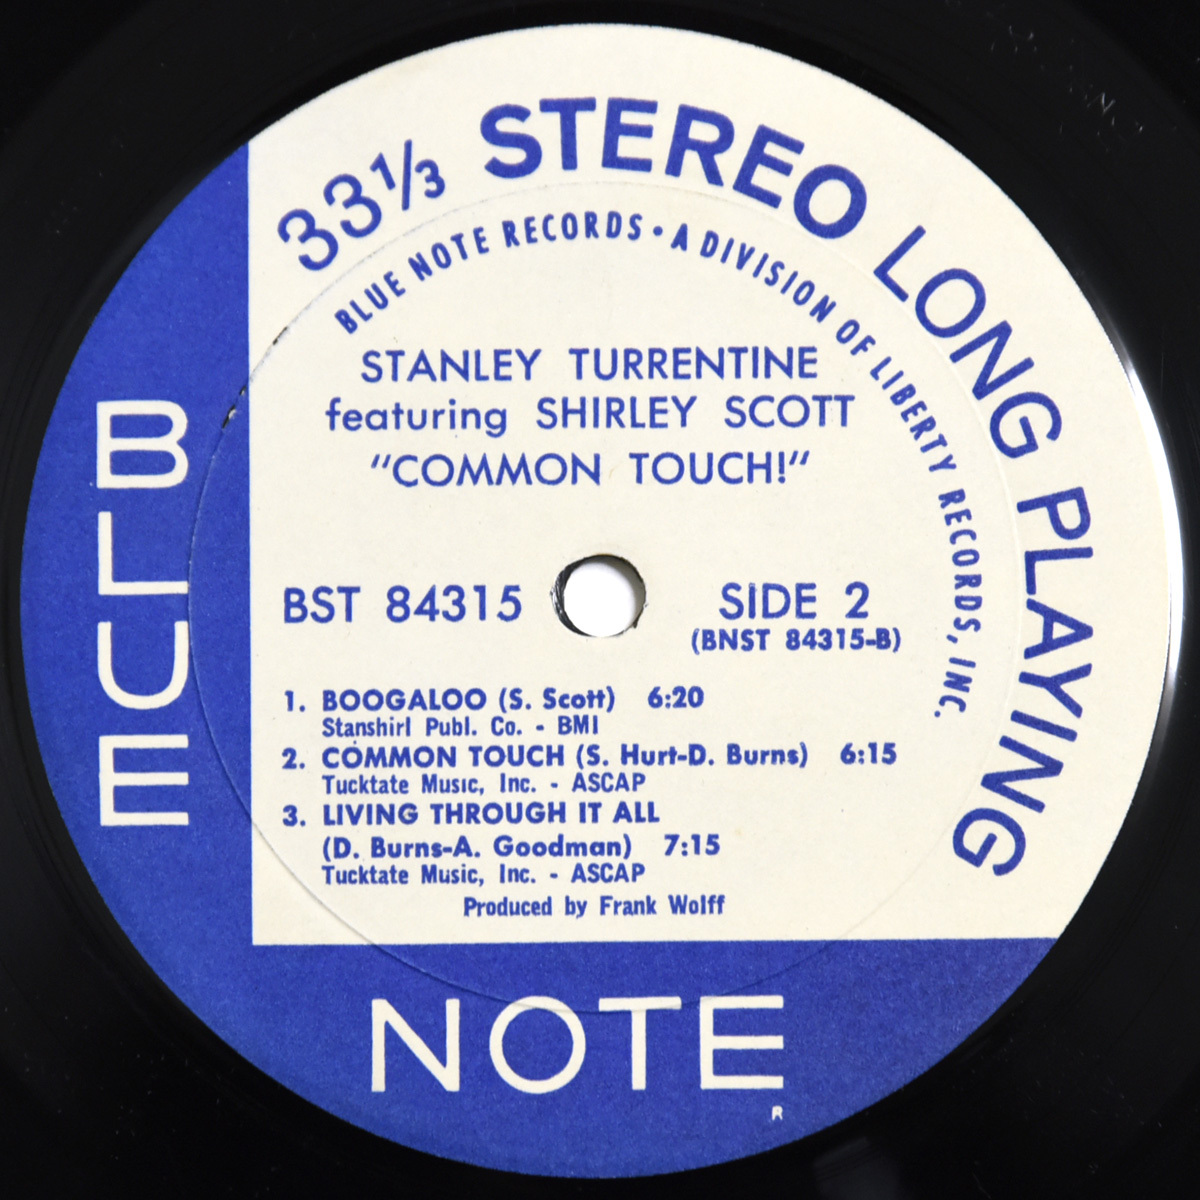 33 1/3 STEREO LONG PLAYING
BLUE NOTE RECORDS • A DIVISION OF LIBERTY RECORDS, INC.
STANLEY TURRENTINE
featuring SHIRLEY SCOTT
"COMMON TOUCH!"
BST 84315
SIDE 2
(BNST 84315-B)
1. BOOGALOO (S. Scott) 6:20
Stanshirl Publ. Co. - BMI
2. COMMON TOUCH (S. Hurt-D. Burns) 6:15
Tucktate Music, Inc. - ASCAP
3. LIVING THROUGH IT ALL
(D. Burns-A. Goodman) 7:15
Tucktate Music, Inc. - ASCAP
Produced by Frank Wolff
BLUE
NOTE
R